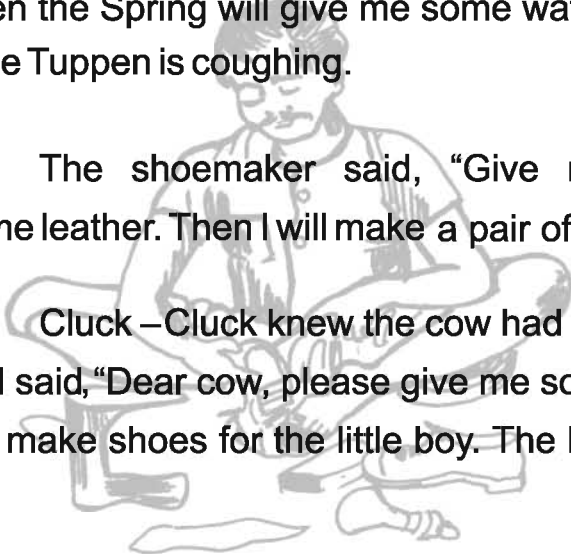 en the Spring will give me some wat
e Tuppen is coughing.
The shoemaker said, “Give
me leather. Then I will make a pair of
Cluck – Cluck knew the cow had
said, “Dear cow, please give me so
make shoes for the little boy. The